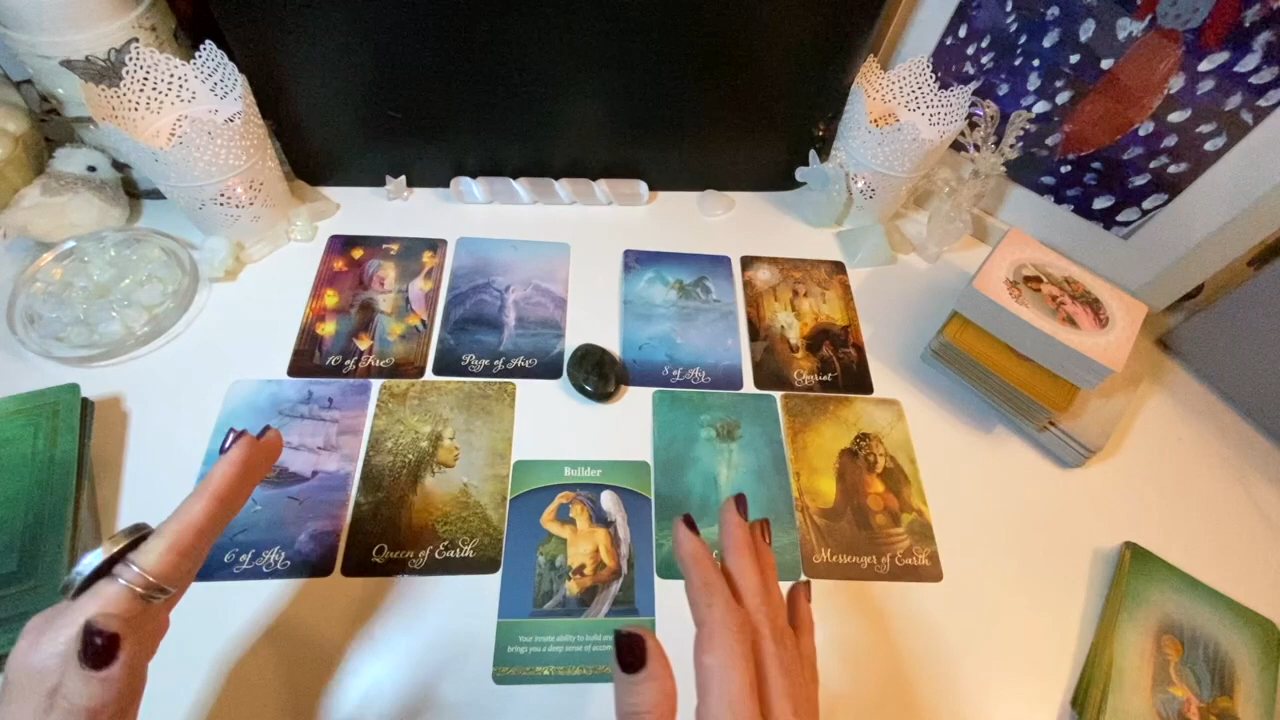 10 of Fire
Page of Air
8 of Air
Chariot
6 of Air
Queen of Earth
Messenger of Earth
Builder
Your innate ability to build
brings you a deep sense of